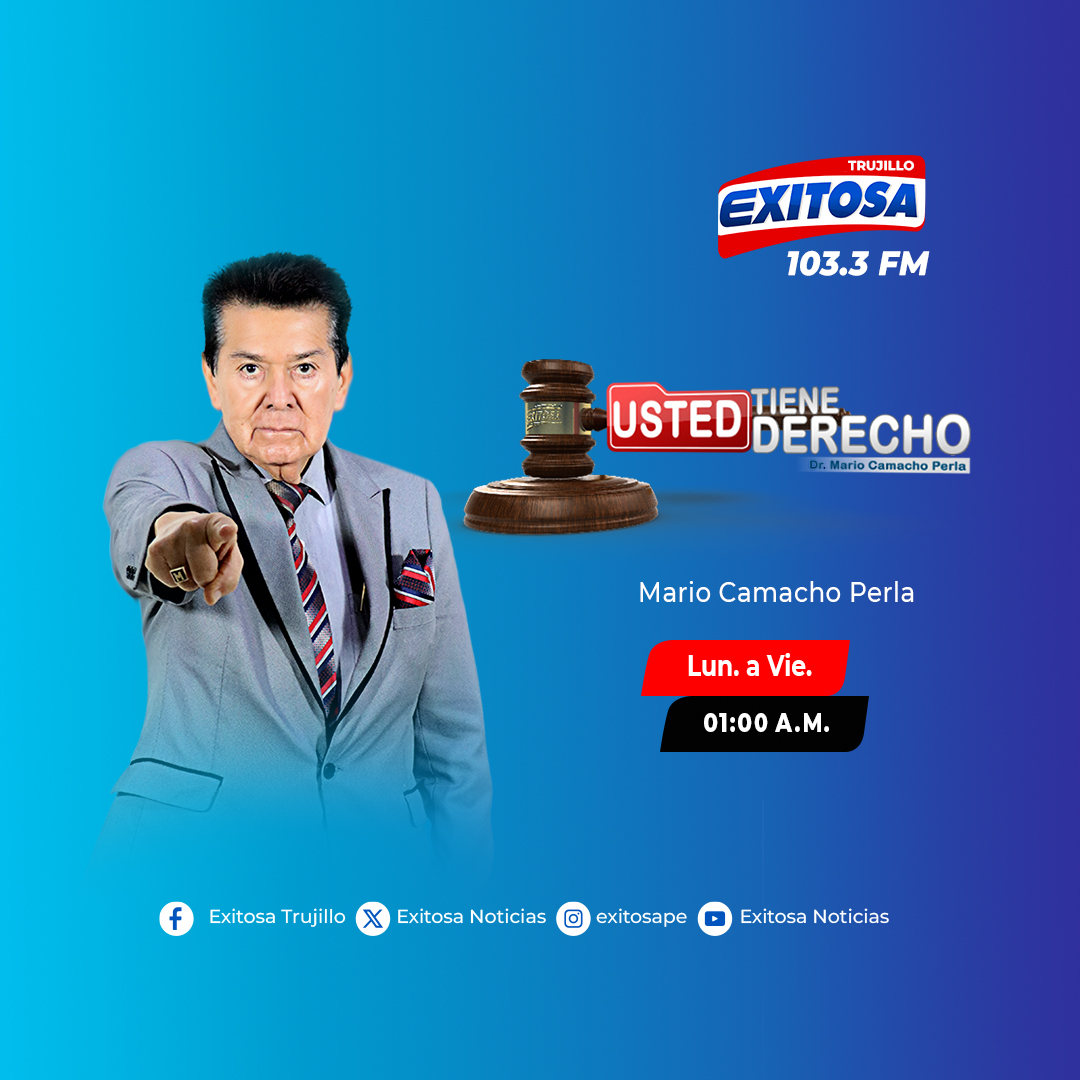 TRUJILLO
EXITOSA
103.3 FM
EXITOSA
USTED TIENE
DERECHO
Dr. Mario Camacho Perla
M
Mario Camacho Perla
Lun. a Vie.
01:00 A.M.
Exitosa Trujillo Exitosa Noticias exitosape Exitosa Noticias